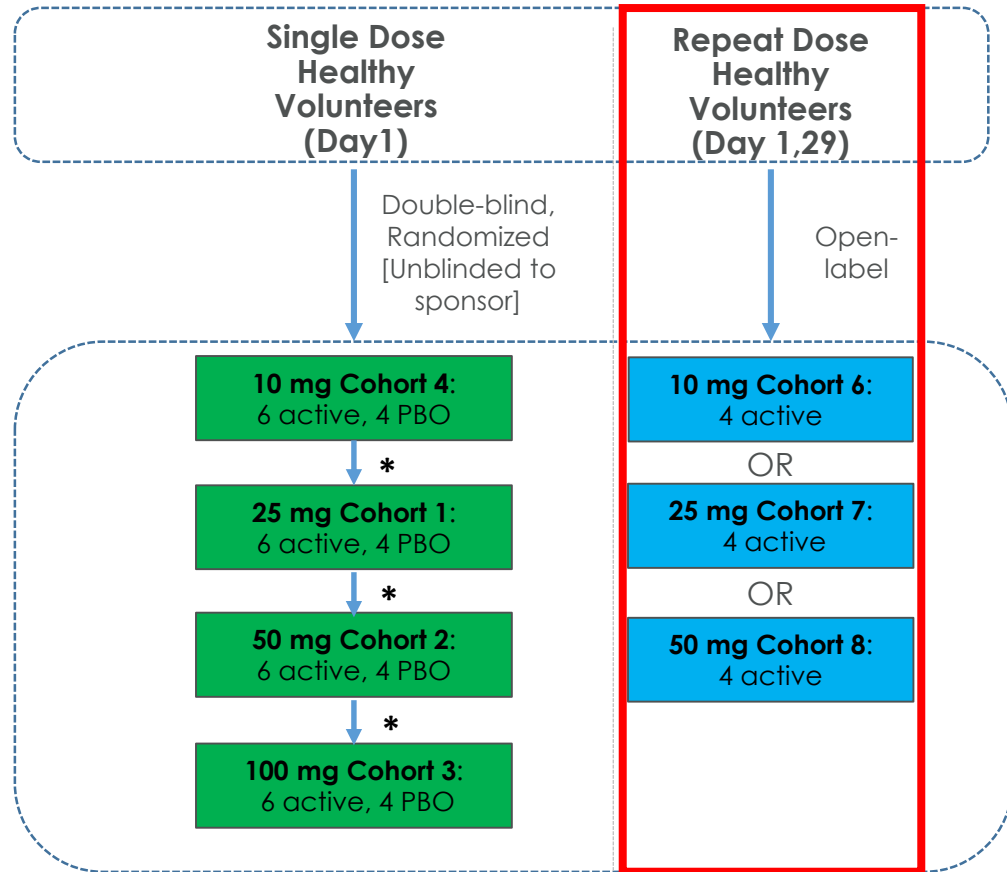 Single Dose
Healthy
Volunteers
(Day1)
Repeat Dose
Healthy
Volunteers
(Day 1,29)
Double-blind,
Randomized
[Unblinded to
sponsor]
Open-
label
10 mg Cohort 4:
6 active, 4 PBO
*
25 mg Cohort 1:
6 active, 4 PBO
*
50 mg Cohort 2:
6 active, 4 PBO
*
100 mg Cohort 3:
6 active, 4 PBO
10 mg Cohort 6:
4 active
OR
25 mg Cohort 7:
4 active
OR
50 mg Cohort 8:
4 active